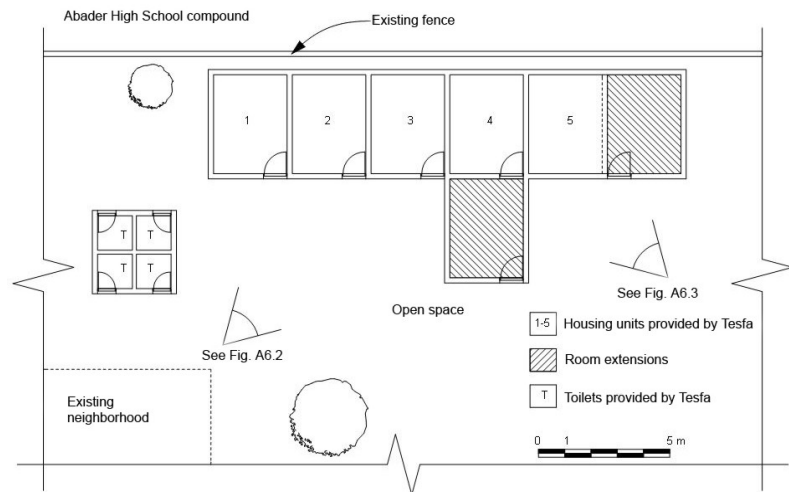 Abader High School compound
Existing fence
1
2
3
4
5
T T
T T
See Fig. A6.3
Open space
1-5 Housing units provided by Tesfa
See Fig. A6.2
Room extensions
Existing
neighborhood
T Toilets provided by Tesfa
0 1 5 m